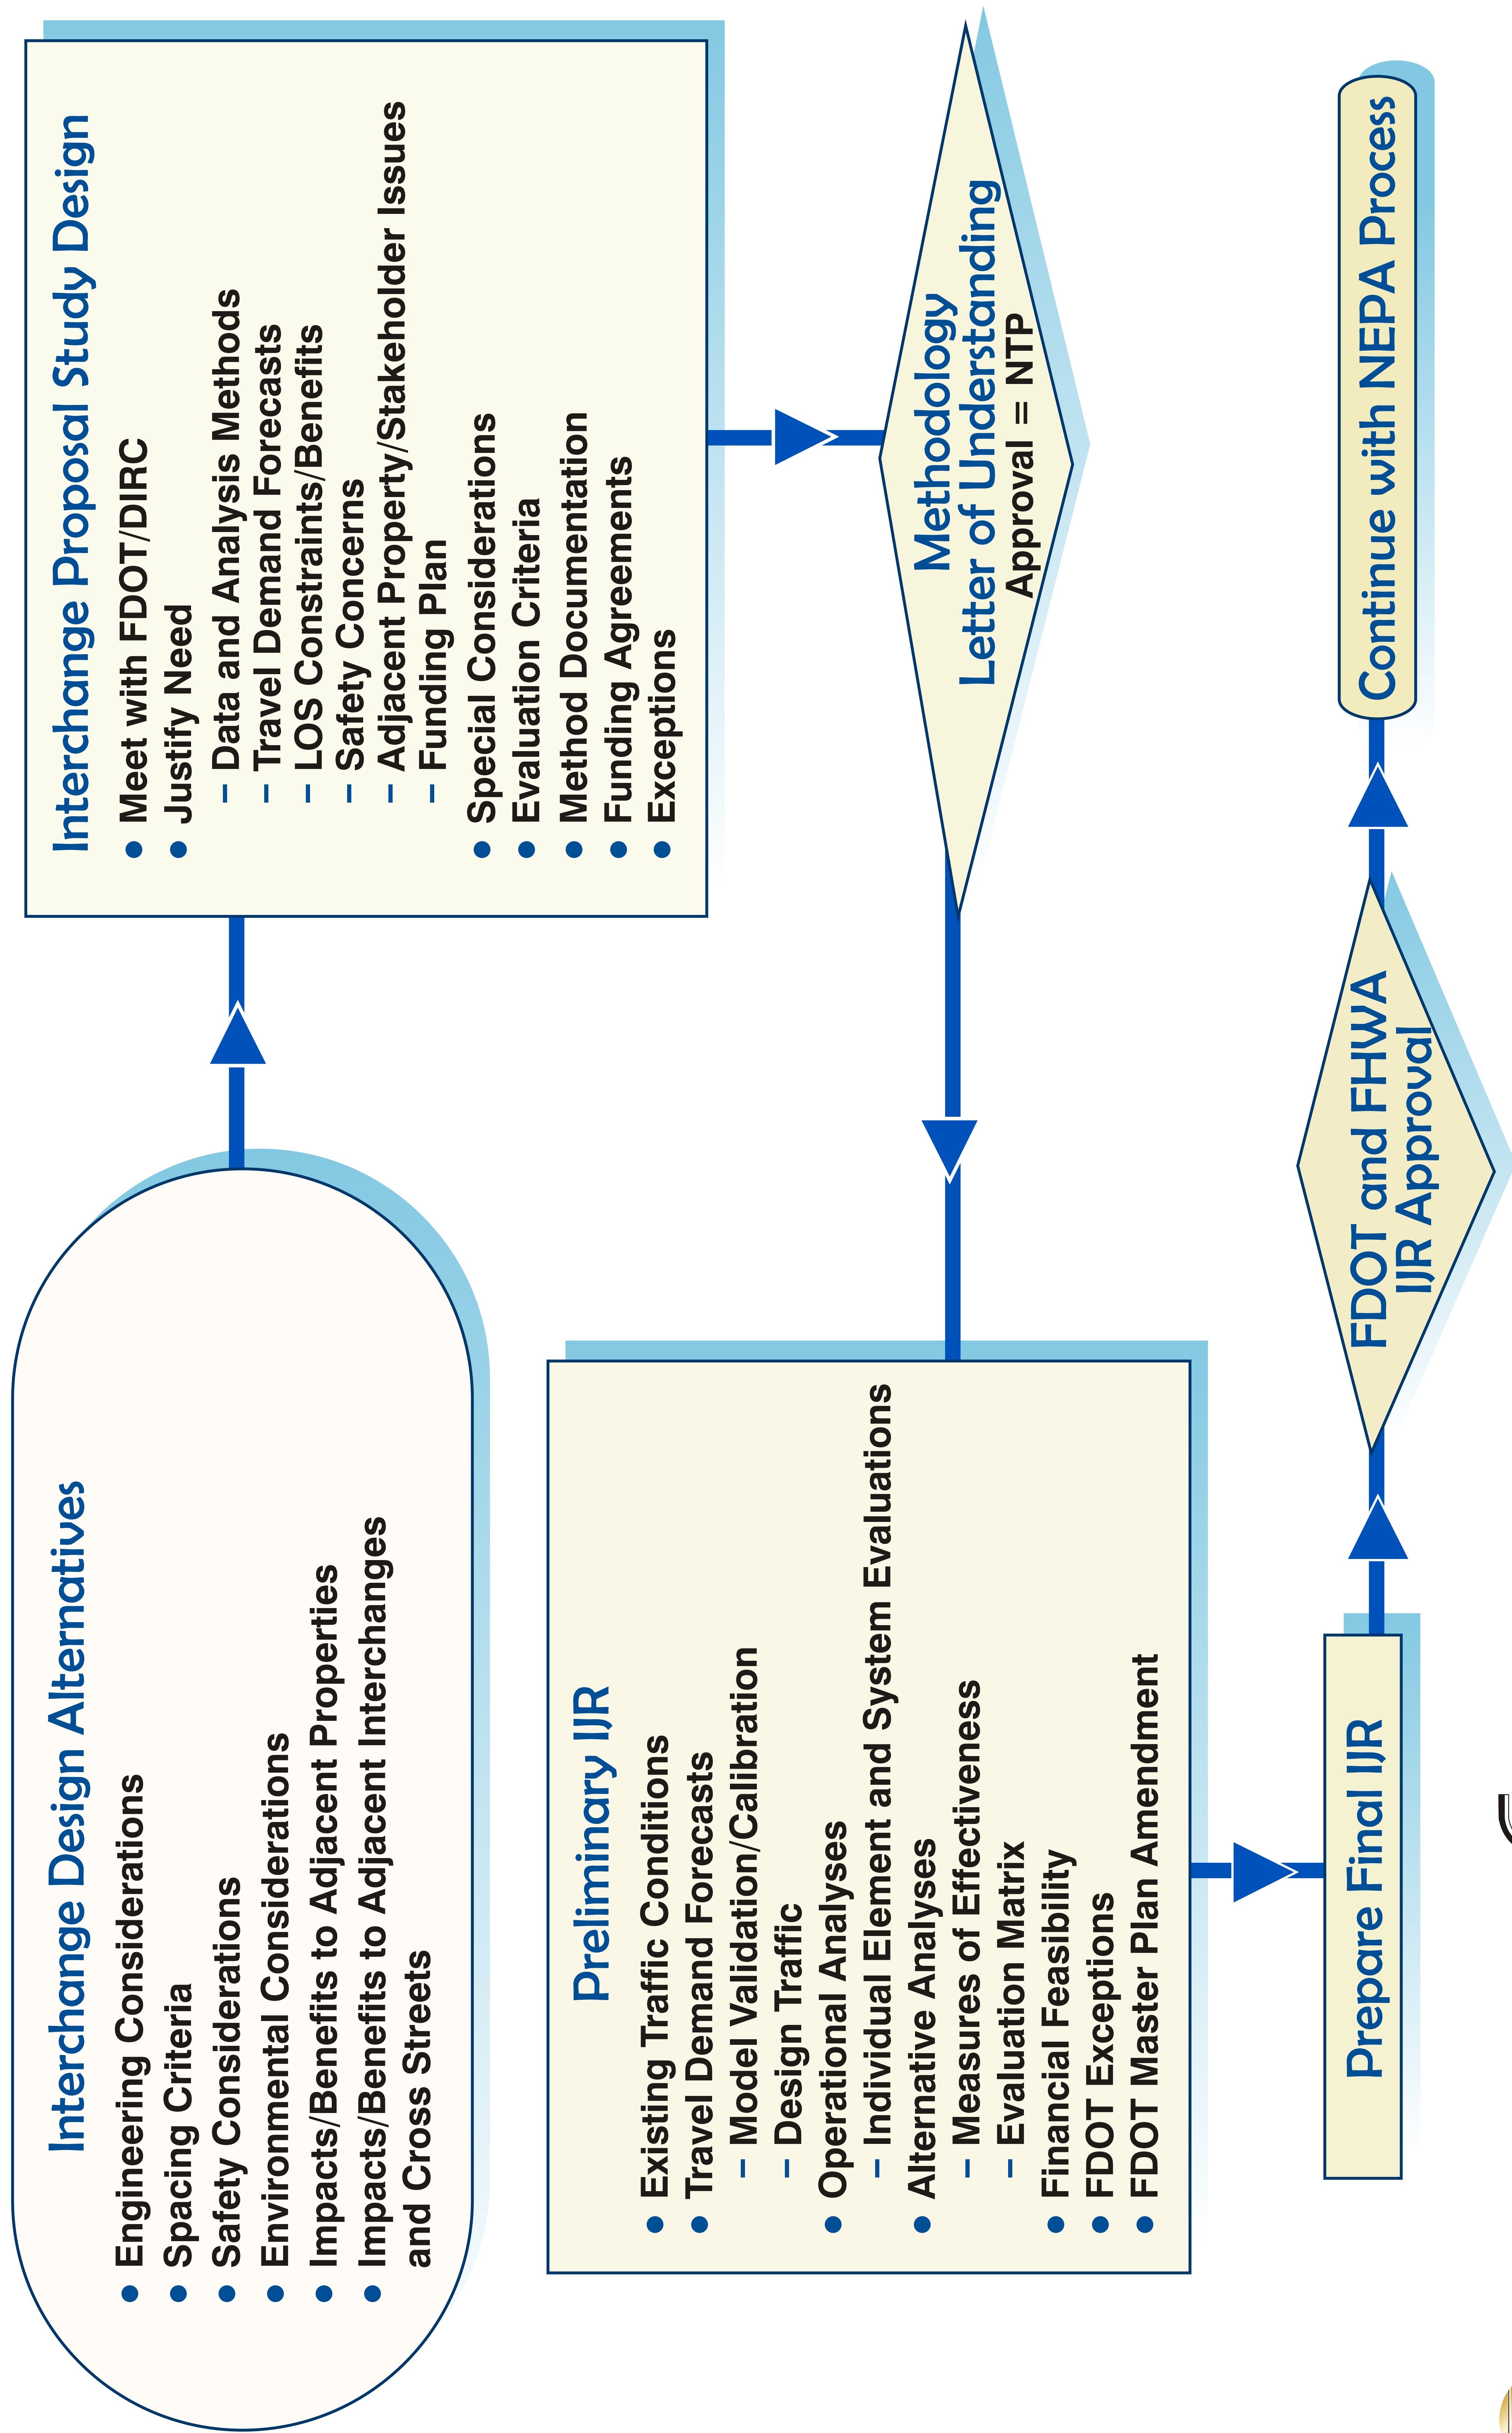 Interchange Design Alternatives
● Engineering Considerations
● Spacing Criteria
● Safety Considerations
● Environmental Considerations
● Impacts/Benefits to Adjacent Properties
● Impacts/Benefits to Adjacent Interchanges
and Cross Streets
Interchange Proposal Study Design
● Meet with FDOT/DIRC
● Justify Need
– Data and Analysis Methods
– Travel Demand Forecasts
– LOS Constraints/Benefits
– Safety Concerns
– Adjacent Property/Stakeholder Issues
– Funding Plan
● Special Considerations
● Evaluation Criteria
● Method Documentation
● Funding Agreements
● Exceptions
Methodology
Letter of Understanding
Approval = NTP
Preliminary IJR
● Existing Traffic Conditions
● Travel Demand Forecasts
– Model Validation/Calibration
– Design Traffic
● Operational Analyses
– Individual Element and System Evaluations
● Alternative Analyses
– Measures of Effectiveness
– Evaluation Matrix
● Financial Feasibility
● FDOT Exceptions
● FDOT Master Plan Amendment
Prepare Final IJR
FDOT and FHWA
IJR Approval
Continue with NEPA Process